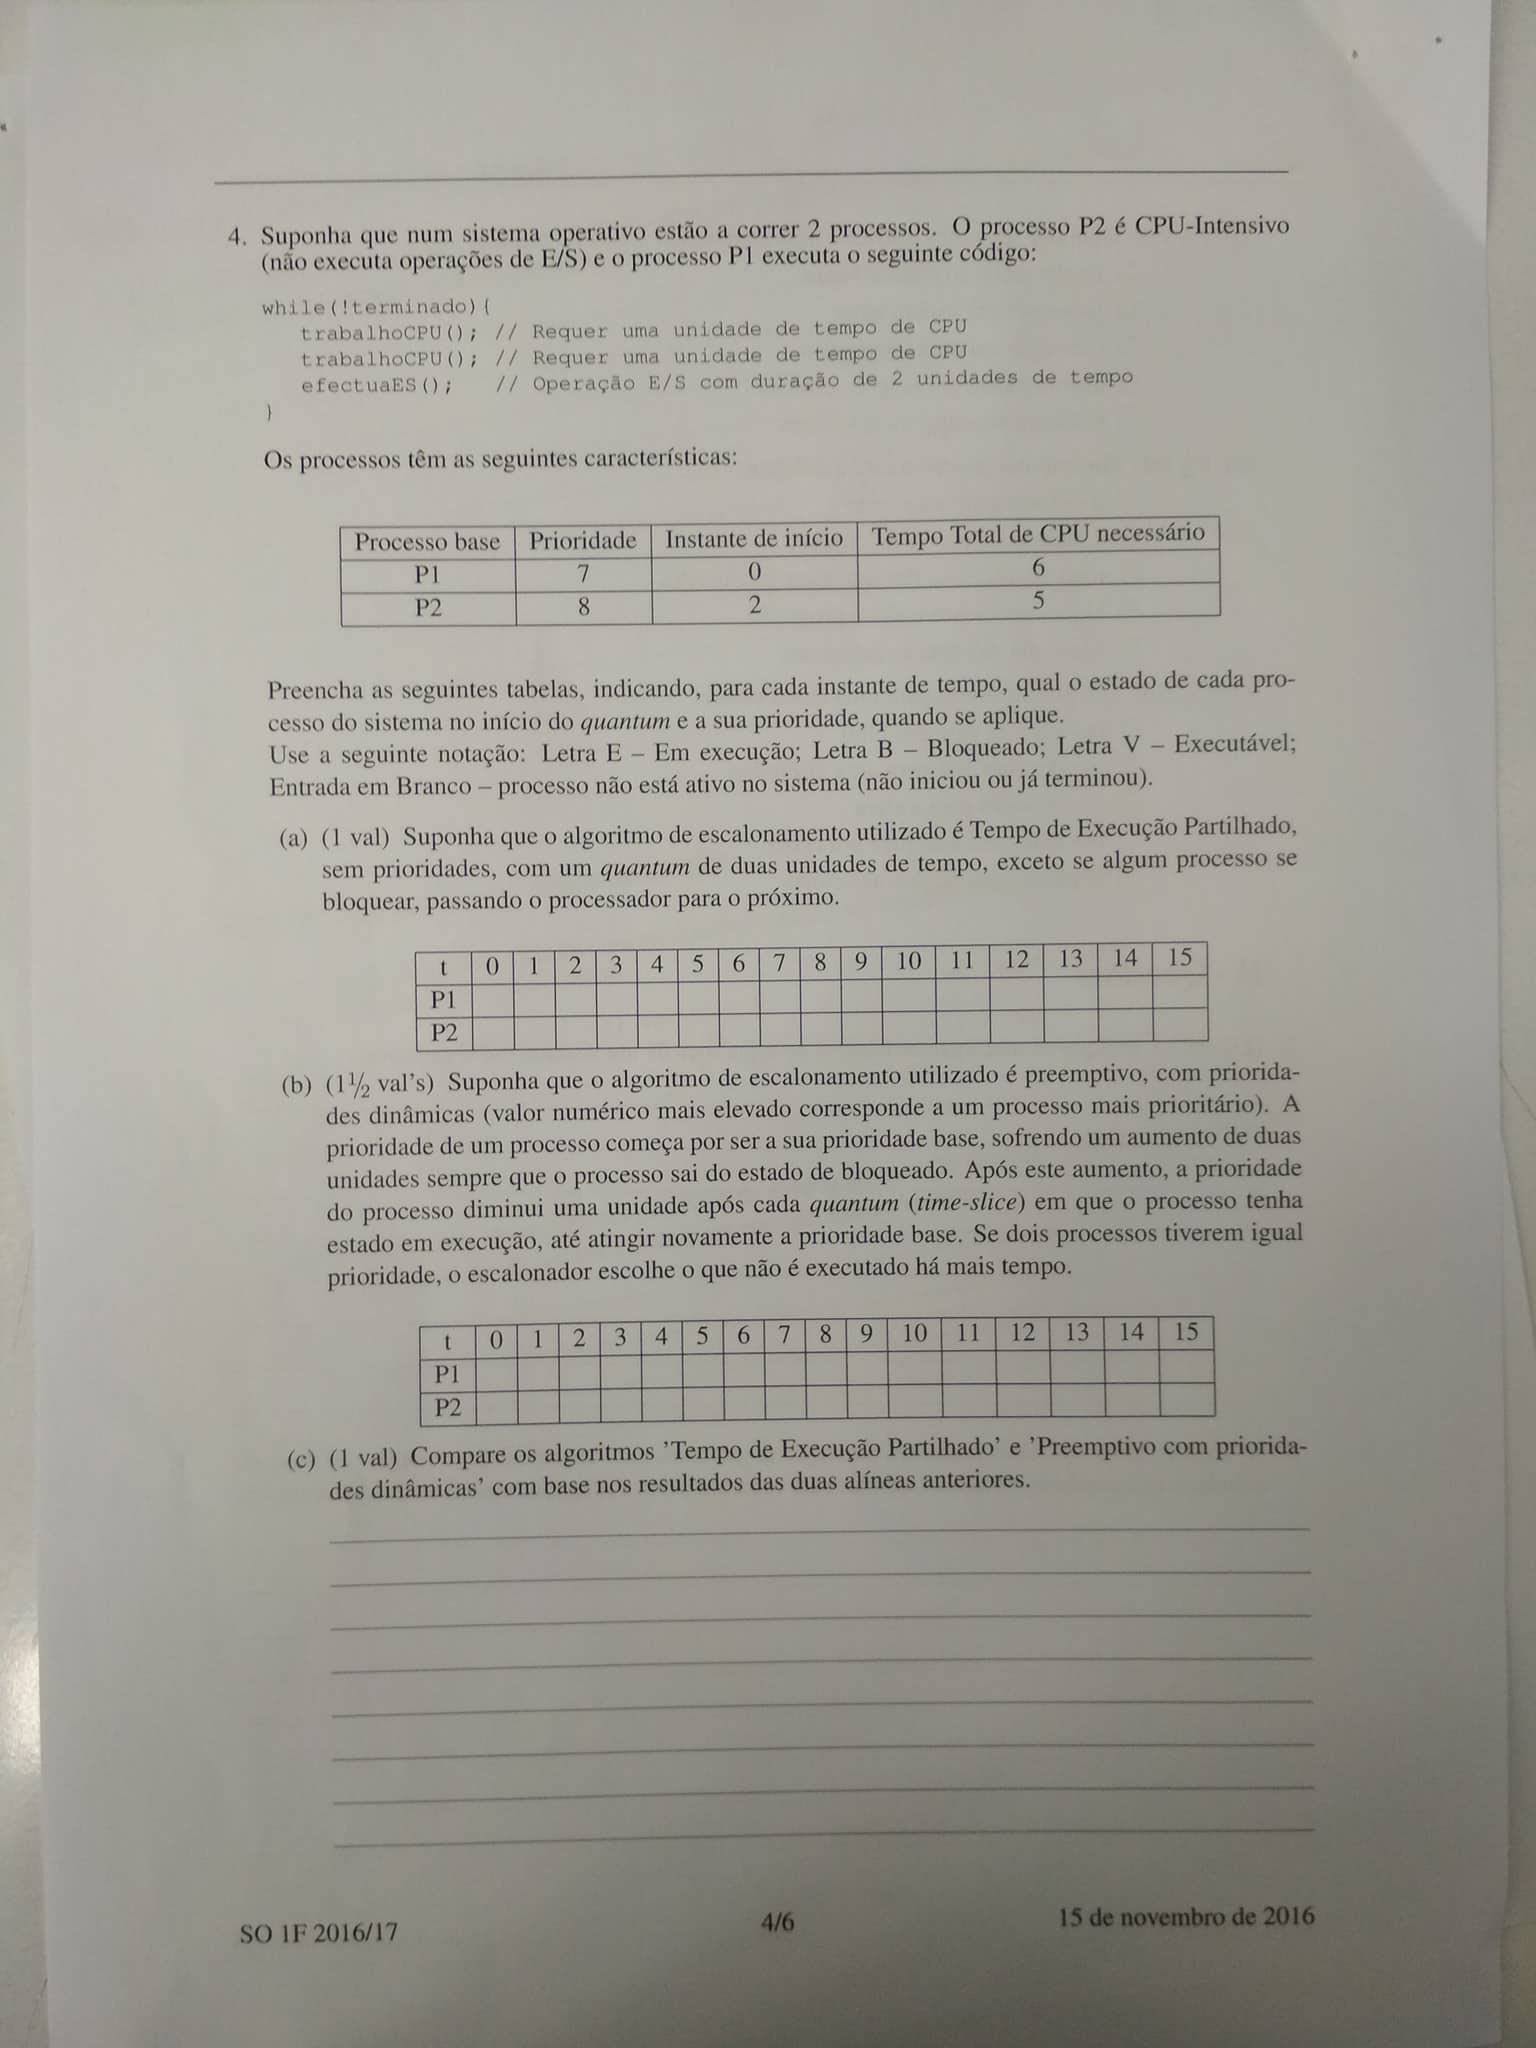 4. Suponha que num sistema operativo estão a correr 2 processos. O processo P2 é CPU-Intensivo
(não executa operações de E/S) e o processo P1 executa o seguinte código:
while(!terminado){
trabalhoCPU(); // Requer uma unidade de tempo de CPU
trabalhoCPU(); // Requer uma unidade de tempo de CPU
efectuaES(); // Operação E/S com duração de 2 unidades de tempo
}
Os processos têm as seguintes características:
Processo base Prioridade Instante de início Tempo Total de CPU necessário
P1 7 0 6
P2 8 2 5
Preencha as seguintes tabelas, indicando, para cada instante de tempo, qual o estado de cada pro-
cesso do sistema no início do quantum e a sua prioridade, quando se aplique.
Use a seguinte notação: Letra E – Em execução; Letra B – Bloqueado; Letra V – Executável;
Entrada em Branco – processo não está ativo no sistema (não iniciou ou já terminou).
(a) (1 val) Suponha que o algoritmo de escalonamento utilizado é Tempo de Execução Partilhado,
sem prioridades, com um quantum de duas unidades de tempo, exceto se algum processo se
bloquear, passando o processador para o próximo.
t 0 1 2 3 4 5 6 7 8 9 10 11 12 13 14 15
P1
P2
(b) (1 1/2 val's) Suponha que o algoritmo de escalonamento utilizado é preemptivo, com priorida-
des dinâmicas (valor numérico mais elevado corresponde a um processo mais prioritário). A
prioridade de um processo começa por ser a sua prioridade base, sofrendo um aumento de duas
unidades sempre que o processo sai do estado de bloqueado. Após este aumento, a prioridade
do processo diminui uma unidade após cada quantum (time-slice) em que o processo tenha
estado em execução, até atingir novamente a prioridade base. Se dois processos tiverem igual
prioridade, o escalonador escolhe o que não é executado há mais tempo.
t 0 1 2 3 4 5 6 7 8 9 10 11 12 13 14 15
P1
P2
(c) (1 val) Compare os algoritmos 'Tempo de Execução Partilhado' e 'Preemptivo com priorida-
des dinâmicas' com base nos resultados das duas alíneas anteriores.
SO 1F 2016/17 4/6 15 de novembro de 2016